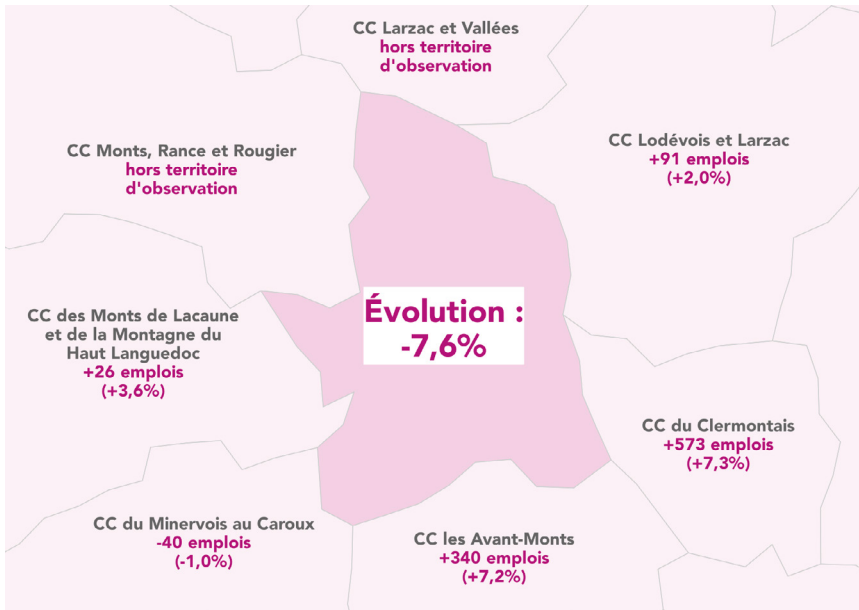 CC Larzac et Vallées
hors territoire
d'observation
CC Monts, Rance et Rougier
hors territoire
d'observation
CC Lodévois et Larzac
+91 emplois
(+2,0%)
CC des Monts de Lacaune
et de la Montagne du
Haut Languedoc
+26 emplois
(+3,6%)
Évolution :
-7,6%
CC du Clermontais
+573 emplois
(+7,3%)
CC du Minervois au Caroux
-40 emplois
(-1,0%)
CC les Avant-Monts
+340 emplois
(+7,2%)